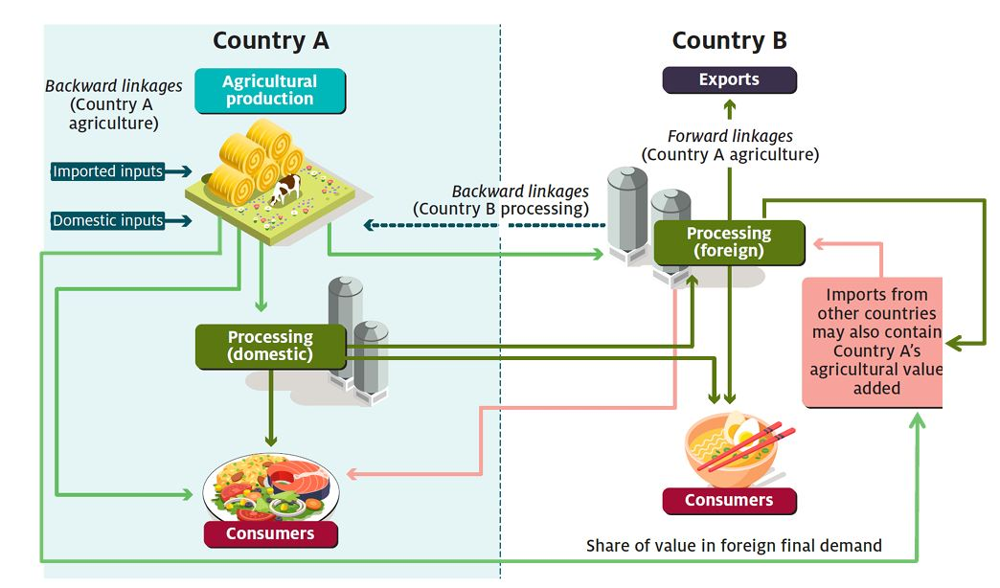 Country A
Country B
Backward linkages
(Country A
agriculture)
Agricultural
production
Exports
Forward linkages
(Country A agriculture)
Imported inputs
Domestic inputs
Backward linkages
(Country B processing)
Processing
(foreign)
Processing
(domestic)
Imports from
other countries
may also contain
Country A's
agricultural value
added
Consumers
Consumers
Share of value in foreign final demand